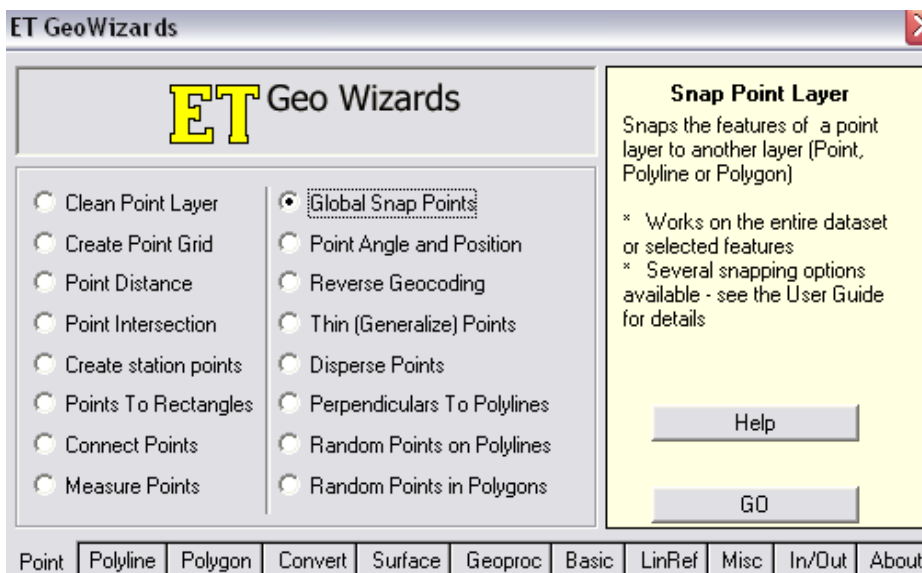 ET GeoWizards
ET Geo Wizards
Clean Point Layer
Create Point Grid
Point Distance
Point Intersection
Create station points
Points To Rectangles
Connect Points
Measure Points
Global Snap Points
Point Angle and Position
Reverse Geocoding
Thin (Generalize) Points
Disperse Points
Perpendiculars To Polylines
Random Points on Polylines
Random Points in Polygons
Snap Point Layer
Snaps the features of a point
layer to another layer (Point,
Polyline or Polygon)
* Works on the entire dataset
or selected features
* Several snapping options
available - see the User Guide
for details
Help
GO
Point Polyline Polygon Convert Surface Geoproc Basic LinRef Misc In/Out About